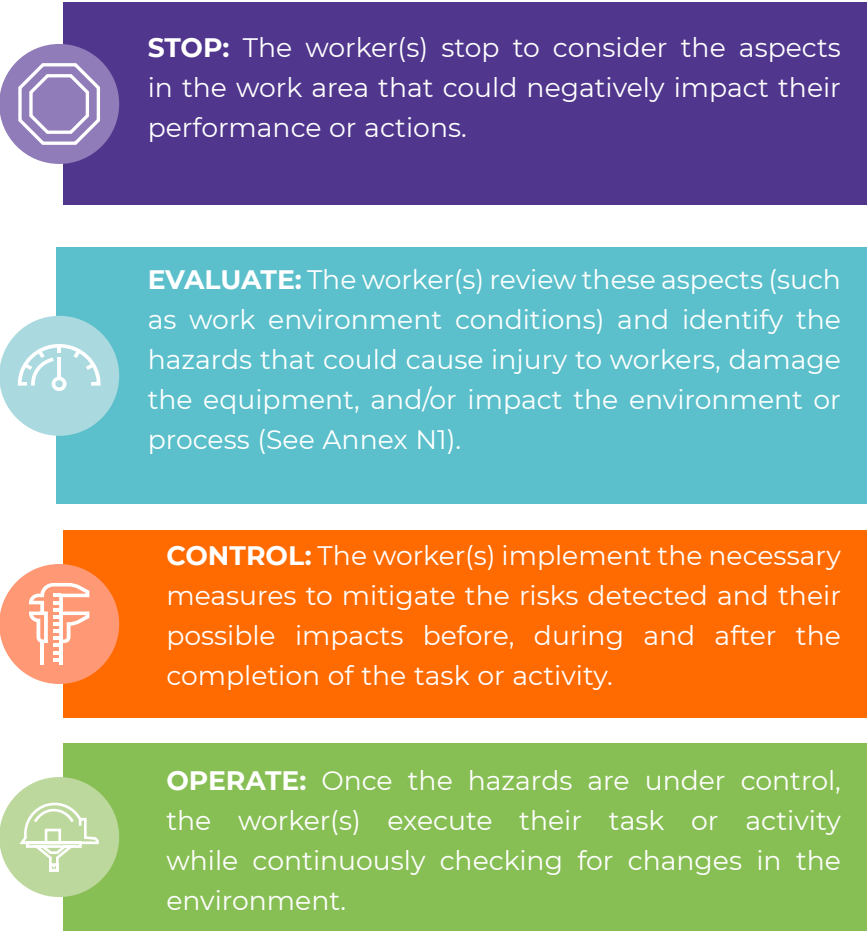 STOP: The worker(s) stop to consider the aspects
in the work area that could negatively impact their
performance or actions.
EVALUATE: The worker(s) review these aspects (such
as work environment conditions) and identify the
hazards that could cause injury to workers, damage
the equipment, and/or impact the environment or
process (See Annex N1).
CONTROL: The worker(s) implement the necessary
measures to mitigate the risks detected and their
possible impacts before, during and after the
completion of the task or activity.
OPERATE: Once the hazards are under control,
the worker(s) execute their task or activity
while continuously checking for changes in the
environment.